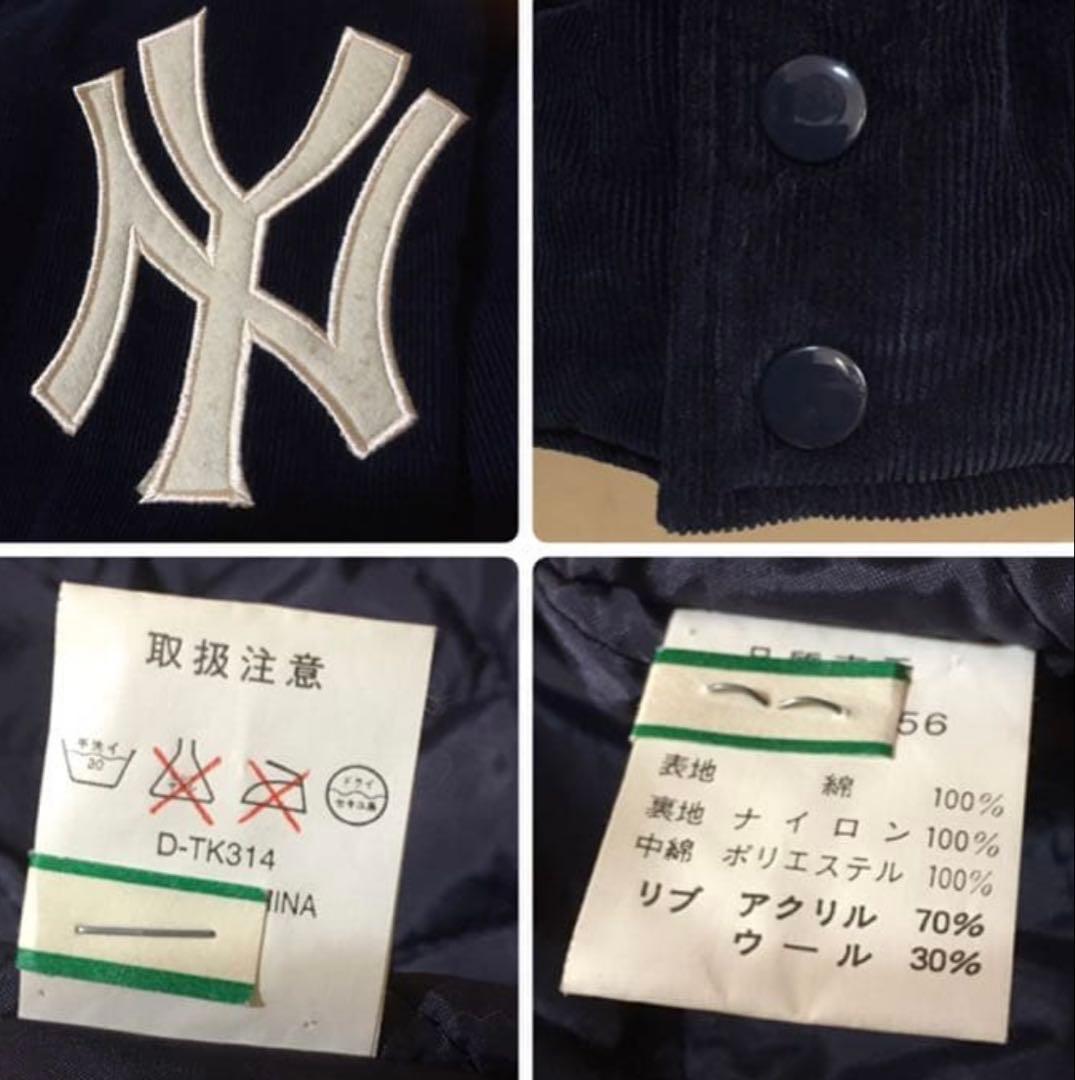 NY
取扱注意
手洗イ
30
ドライ
セキユ系
D-TK314
INA
56
表地 綿 100%
裏地 ナイロン 100%
中綿 ポリエステル 100%
リブ アクリル 70%
ウール 30%